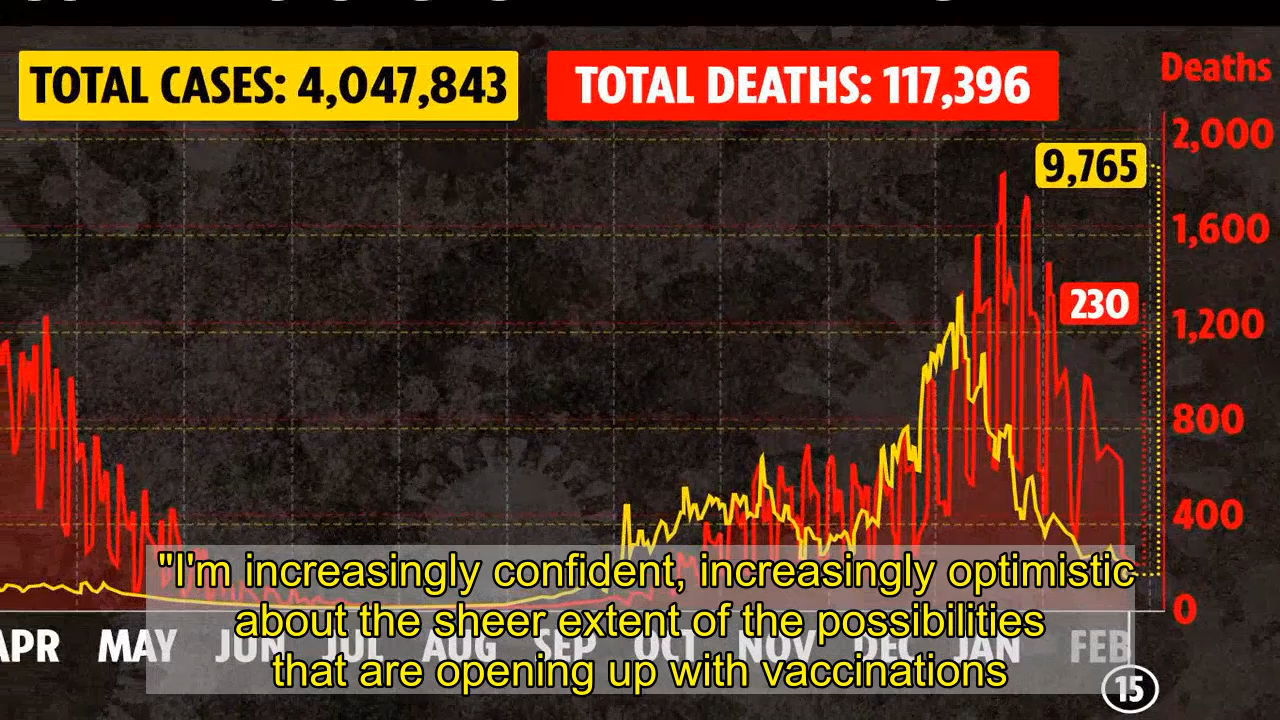 TOTAL CASES: 4,047,843
TOTAL DEATHS: 117,396
Deaths
2,000
9,765
1,600
230
1,200
800
400
0
"I'm increasingly confident, increasingly optimistic
about the sheer extent of the possibilities
that are opening up with vaccinations
APR MAY JUN JUL AUG SEP OCT NOV DEC JAN FEB
15